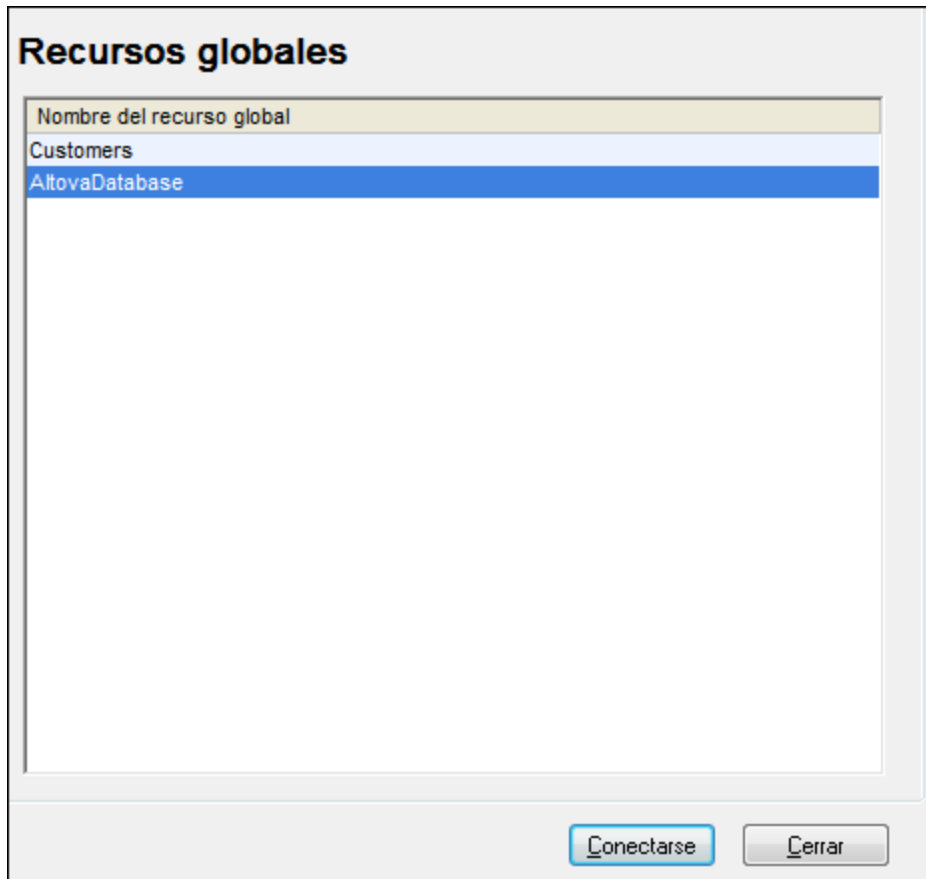 Recursos globales
Nombre del recurso global
Customers
AltovaDatabase
Conectarse
Cerrar